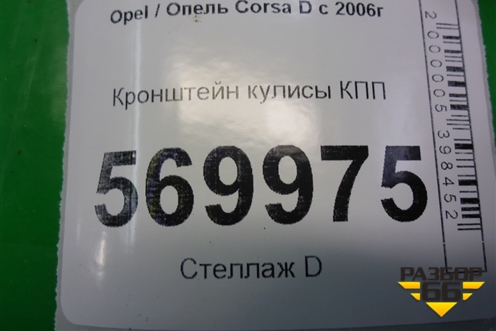 Opel / Опель Corsa D с 2006г
Кронштейн кулисы КПП
569975
Стеллаж D
2000005398452
РАЗБОР
66